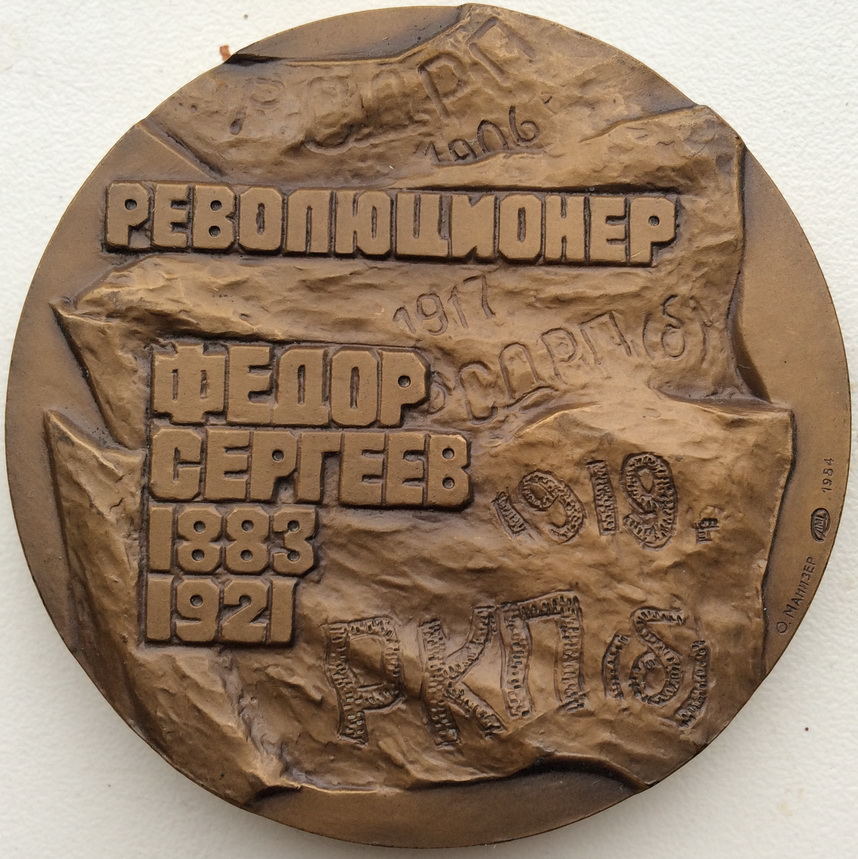 РСДРП
1906
РЕВОЛЮЦИОНЕР
1917
РСДРП(б)
ФЕДОР
СЕРГЕЕВ
1883
1921
1919
РКП(б)
О. МАНИЗЕР
1984